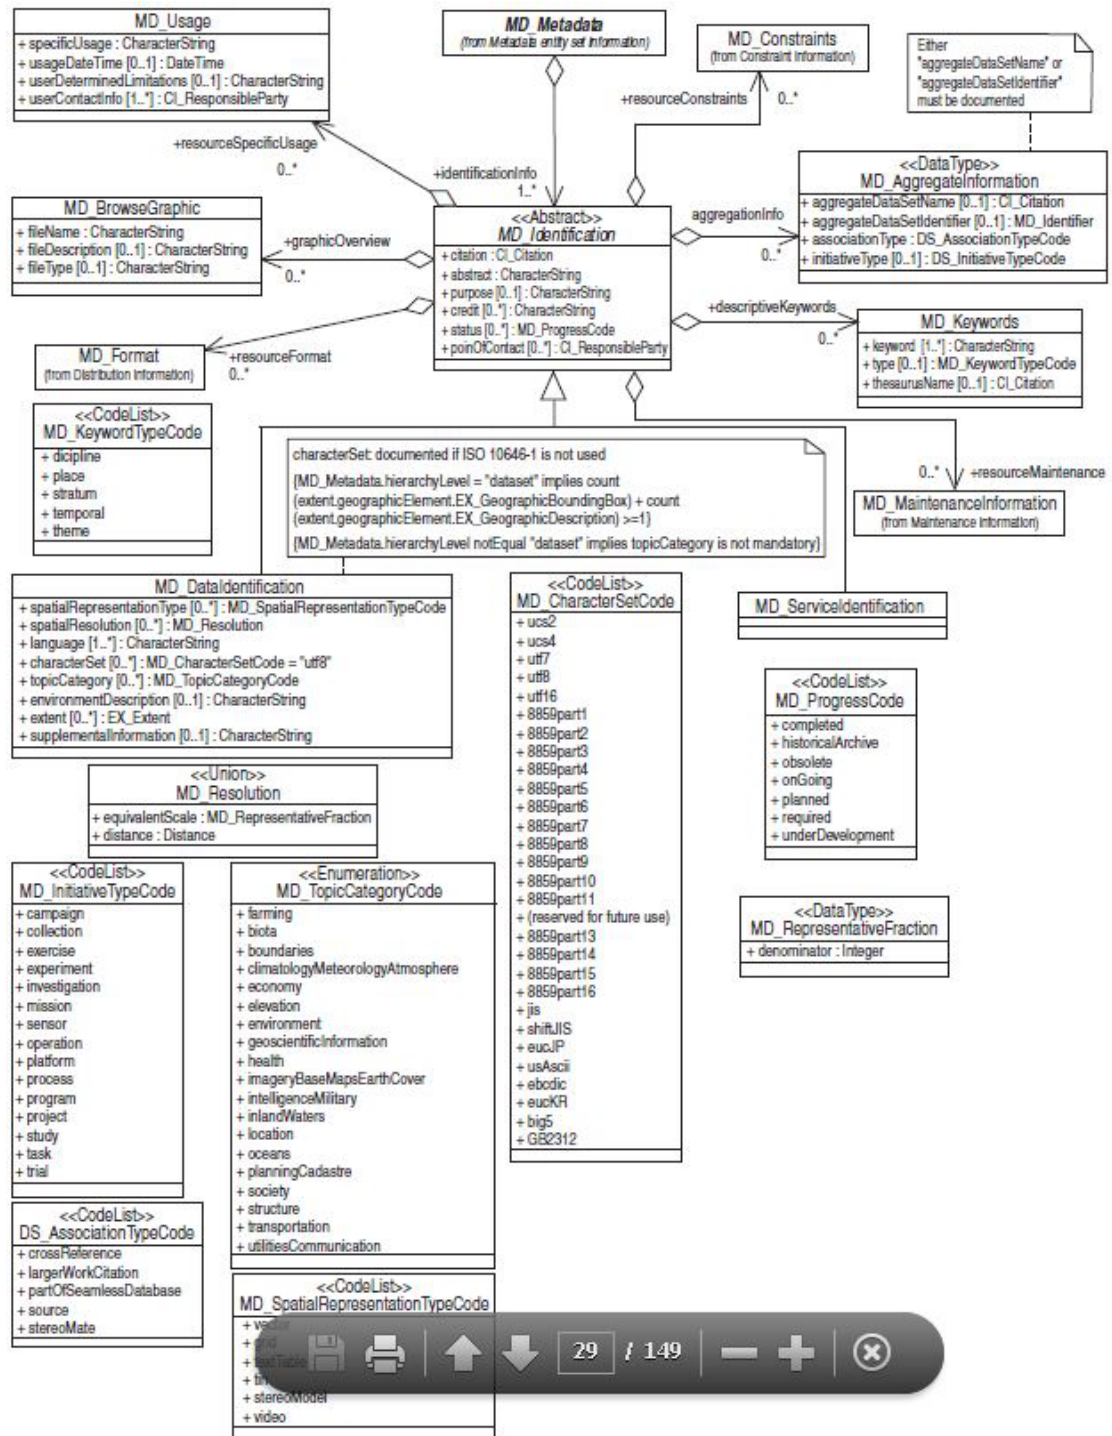 MD_Usage
+ specificUsage : CharacterString
+ usageDateTime [0..1] : DateTime
+ userDeterminedLimitations [0..1] : CharacterString
+ userContactInfo [1..*] : CI_ResponsibleParty
MD_Metadata
(from Metadata entity set information)
MD_Constraints
(from Constraint Information)
Either
"aggregateDataSetName" or
"aggregateDataSetIdentifier"
must be documented
+resourceConstraints
0..*
+resourceSpecificUsage
0..*
+identificationInfo
1..*
<<DataType>>
MD_AggregateInformation
+ aggregateDataSetName [0..1] : CI_Citation
+ aggregateDataSetIdentifier [0..1] : MD_Identifier
+ associationType : DS_AssociationTypeCode
+ initiativeType [0..1] : DS_InitiativeTypeCode
MD_BrowseGraphic
+ fileName : CharacterString
+ fileDescription [0..1] : CharacterString
+ fileType [0..1] : CharacterString
+graphicOverview
0..*
<<Abstract>>
MD_Identification
+ citation : CI_Citation
+ abstract : CharacterString
+ purpose [0..1] : CharacterString
+ credit [0..*] : CharacterString
+ status [0..*] : MD_ProgressCode
+ poinOfContact [0..*] : CI_ResponsibleParty
aggregationInfo
0..*
+descriptiveKeywords
0..*
MD_Keywords
+ keyword [1..*] : CharacterString
+ type [0..1] : MD_KeywordTypeCode
+ thesaurusName [0..1] : CI_Citation
MD_Format
(from Distribution Information)
+resourceFormat
0..*
<<CodeList>>
MD_KeywordTypeCode
+ dicipline
+ place
+ stratum
+ temporal
+ theme
characterSet: documented if ISO 10646-1 is not used
{MD_Metadata.hierarchyLevel = "dataset" implies count
(extent.geographicElement.EX_GeographicBoundingBox) + count
(extent.geographicElement.EX_GeographicDescription) >=1}
{MD_Metadata.hierarchyLevel notEqual "dataset" implies topicCategory is not mandatory}
0..*
+resourceMaintenance
MD_MaintenanceInformation
(from Maintenance Information)
MD_DataIdentification
+ spatialRepresentationType [0..*] : MD_SpatialRepresentationTypeCode
+ spatialResolution [0..*] : MD_Resolution
+ language [1..*] : CharacterString
+ characterSet [0..*] : MD_CharacterSetCode = "utf8"
+ topicCategory [0..*] : MD_TopicCategoryCode
+ environmentDescription [0..1] : CharacterString
+ extent [0..*] : EX_Extent
+ supplementalInformation [0..1] : CharacterString
<<CodeList>>
MD_CharacterSetCode
+ ucs2
+ ucs4
+ utf7
+ utf8
+ utf16
+ 8859part1
+ 8859part2
+ 8859part3
+ 8859part4
+ 8859part5
+ 8859part6
+ 8859part7
+ 8859part8
+ 8859part9
+ 8859part10
+ 8859part11
+ (reserved for future use)
+ 8859part13
+ 8859part14
+ 8859part15
+ 8859part16
+ jis
+ shiftJIS
+ eucJP
+ usAscii
+ ebcdic
+ eucKR
+ big5
+ GB2312
MD_ServiceIdentification
<<CodeList>>
MD_ProgressCode
+ completed
+ historicalArchive
+ obsolete
+ onGoing
+ planned
+ required
+ underDevelopment
<<Union>>
MD_Resolution
+ equivalentScale : MD_RepresentativeFraction
+ distance : Distance
<<CodeList>>
MD_InitiativeTypeCode
+ campaign
+ collection
+ exercise
+ experiment
+ investigation
+ mission
+ sensor
+ operation
+ platform
+ process
+ program
+ project
+ study
+ task
+ trial
<<Enumeration>>
MD_TopicCategoryCode
+ farming
+ biota
+ boundaries
+ climatologyMeteorologyAtmosphere
+ economy
+ elevation
+ environment
+ geoscientificInformation
+ health
+ imageryBaseMapsEarthCover
+ intelligenceMilitary
+ inlandWaters
+ location
+ oceans
+ planningCadastre
+ society
+ structure
+ transportation
+ utilitiesCommunication
<<DataType>>
MD_RepresentativeFraction
+ denominator : Integer
<<CodeList>>
DS_AssociationTypeCode
+ crossReference
+ largerWorkCitation
+ partOfSeamlessDatabase
+ source
+ stereoMate
<<CodeList>>
MD_SpatialRepresentationTypeCode
+ vector
+ grid
+ textTable
+ tin
+ stereoModel
+ video
29 / 149